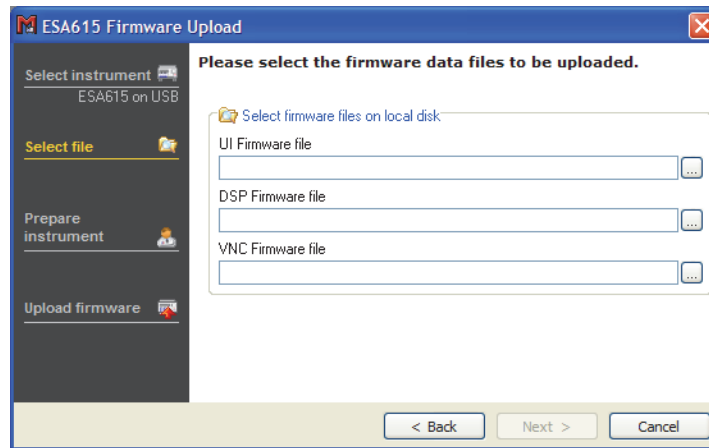 ESA615 Firmware Upload
Select instrument
ESA615 on USB
Select file
Prepare
instrument
Upload firmware
Please select the firmware data files to be uploaded.
Select firmware files on local disk
UI Firmware file
...
DSP Firmware file
...
VNC Firmware file
...
< Back
Next >
Cancel